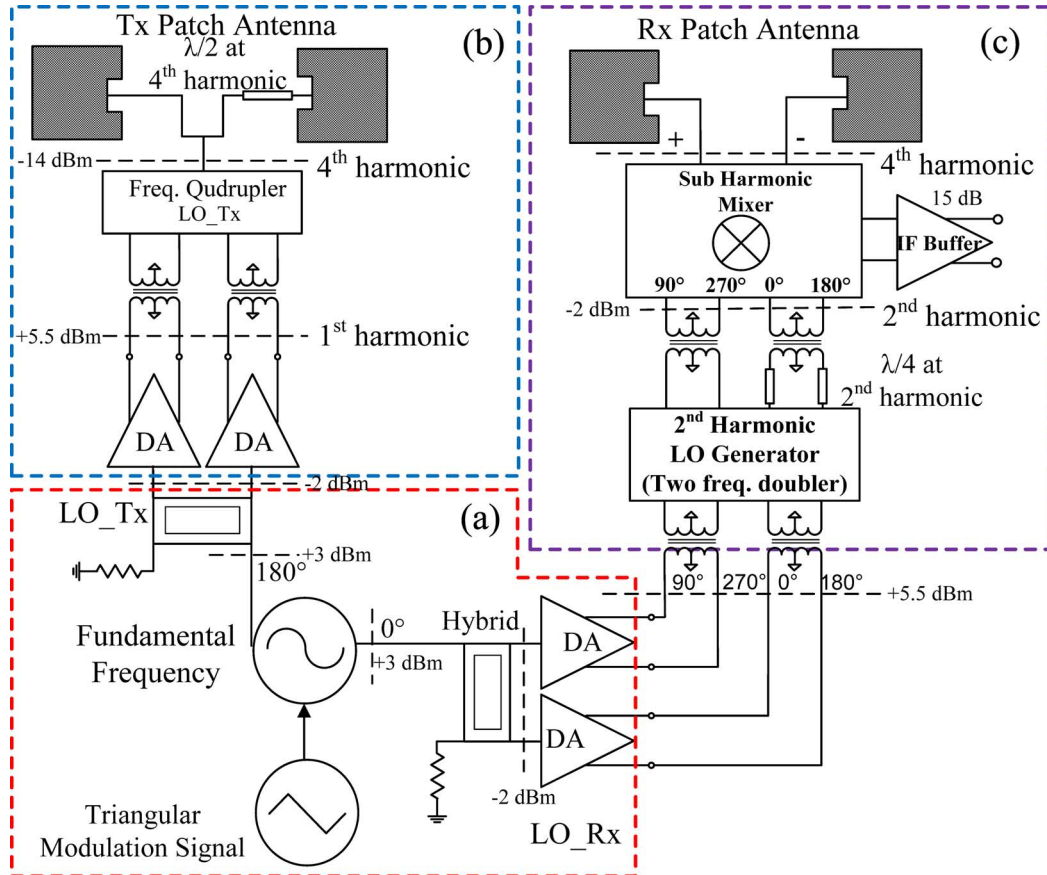 Tx Patch Antenna
(b)
λ/2 at
4th harmonic
-14 dBm
4th harmonic
Freq. Qudrupler
LO_Tx
+5.5 dBm
1st harmonic
DA
DA
-2 dBm
Rx Patch Antenna
(c)
+
-
4th harmonic
Sub Harmonic
Mixer
15 dB
IF Buffer
90°
270°
0°
180°
-2 dBm
2nd harmonic
λ/4 at
2nd harmonic
2nd Harmonic
LO Generator
(Two freq. doubler)
90°
270°
0°
180°
+5.5 dBm
LO_Tx
(a)
+3 dBm
180°
Fundamental
Frequency
0°
+3 dBm
Hybrid
DA
DA
-2 dBm
LO_Rx
Triangular
Modulation Signal